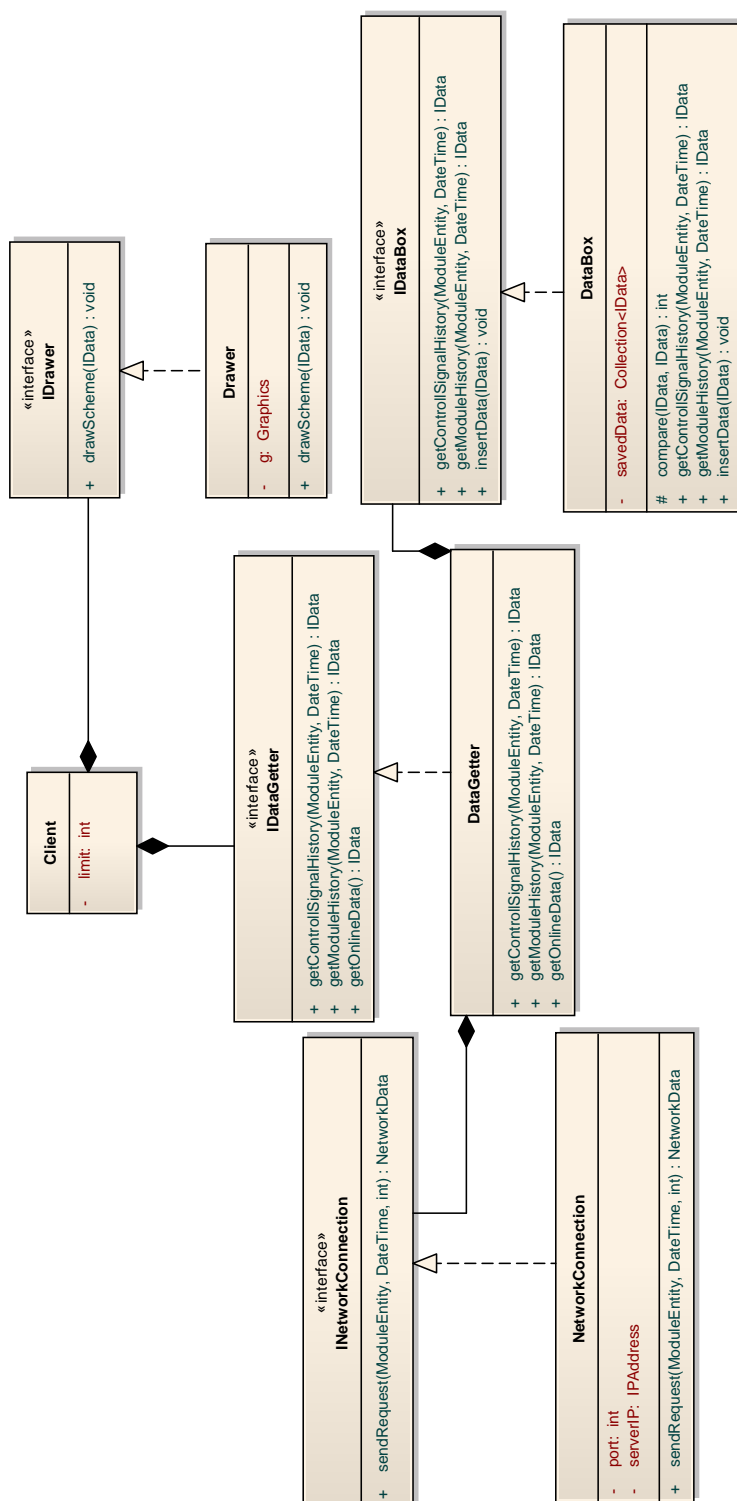 Client
- limit: int
«interface»
IDrawer
+ drawScheme(IData) : void
Drawer
- g: Graphics
+ drawScheme(IData) : void
«interface»
IDataGetter
+ getControllSignalHistory(ModuleEntity, DateTime) : IData
+ getModuleHistory(ModuleEntity, DateTime) : IData
+ getOnlineData() : IData
«interface»
INetworkConnection
+ sendRequest(ModuleEntity, DateTime, int) : NetworkData
«interface»
IDataBox
+ getControllSignalHistory(ModuleEntity, DateTime) : IData
+ getModuleHistory(ModuleEntity, DateTime) : IData
+ insertData(IData) : void
DataGetter
+ getControllSignalHistory(ModuleEntity, DateTime) : IData
+ getModuleHistory(ModuleEntity, DateTime) : IData
+ getOnlineData() : IData
NetworkConnection
- port: int
- serverIP: IPAddress
+ sendRequest(ModuleEntity, DateTime, int) : NetworkData
DataBox
- savedData: Collection<IData>
# compare(IData, IData) : int
+ getControllSignalHistory(ModuleEntity, DateTime) : IData
+ getModuleHistory(ModuleEntity, DateTime) : IData
+ insertData(IData) : void